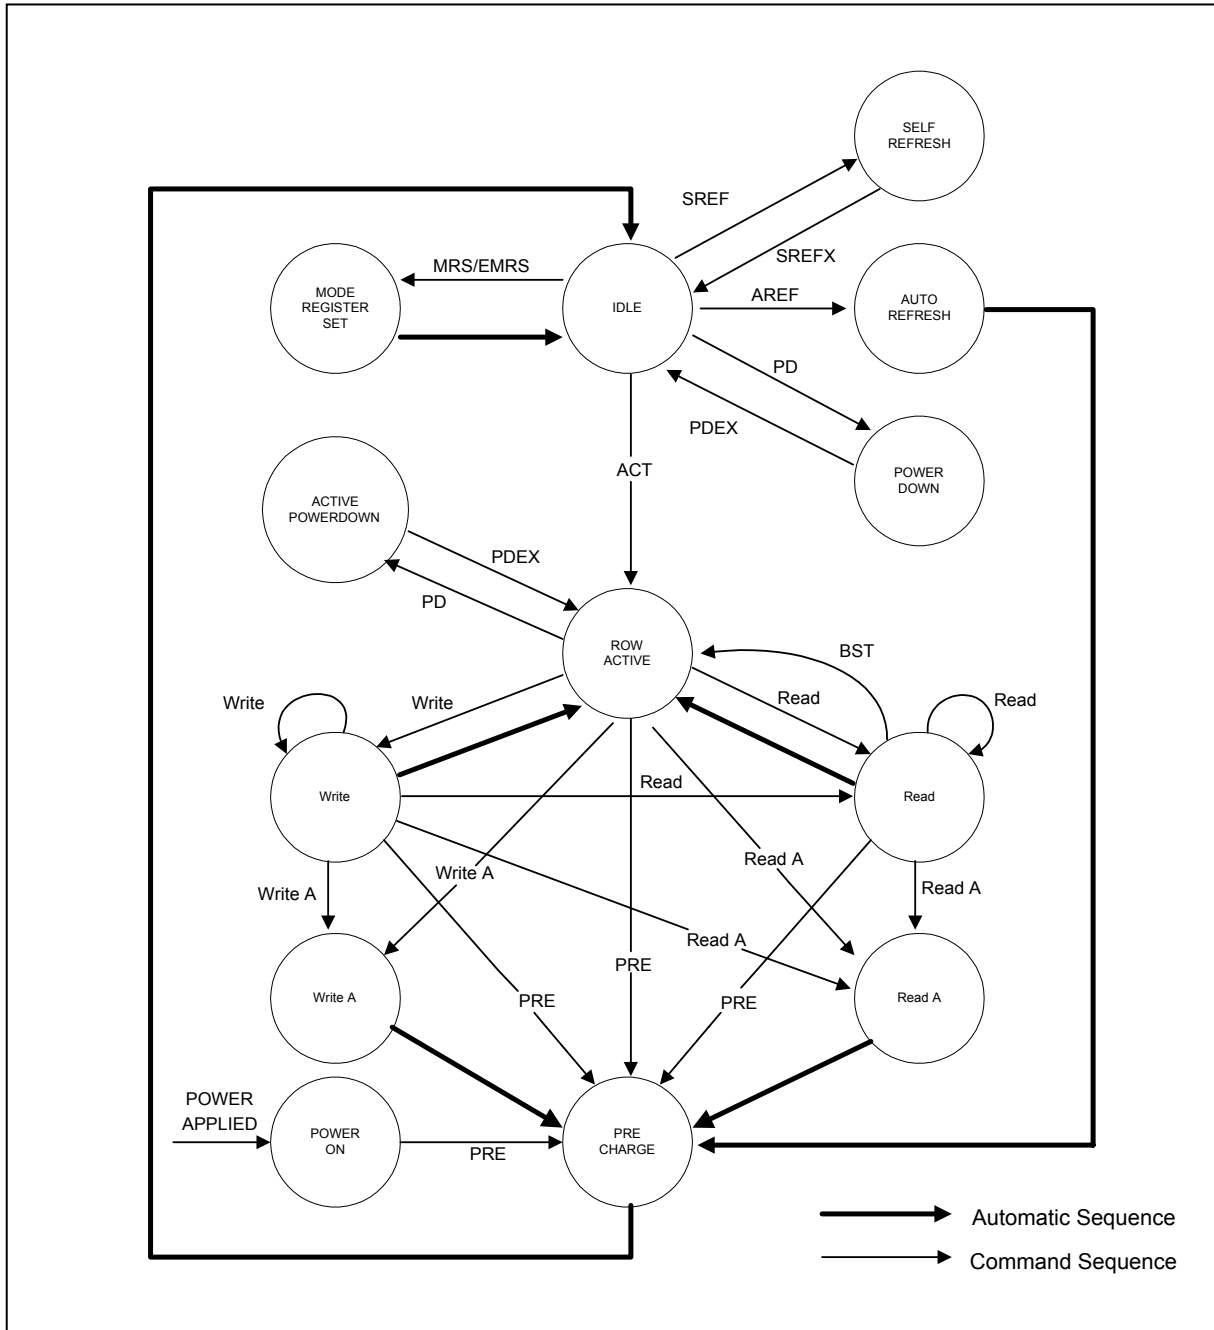 SELF
REFRESH
SREF
SREFX
MRS/EMRS
MODE
REGISTER
SET
IDLE
AREF
AUTO
REFRESH
PD
PDEX
POWER
DOWN
ACT
ACTIVE
POWERDOWN
PDEX
PD
ROW
ACTIVE
BST
Write
Write
Read
Read
Write
Read
Read
Write A
Write A
Read A
Read A
Read A
Write A
PRE
PRE
PRE
Read A
POWER
APPLIED
POWER
ON
PRE
PRE
CHARGE
Automatic Sequence
Command Sequence